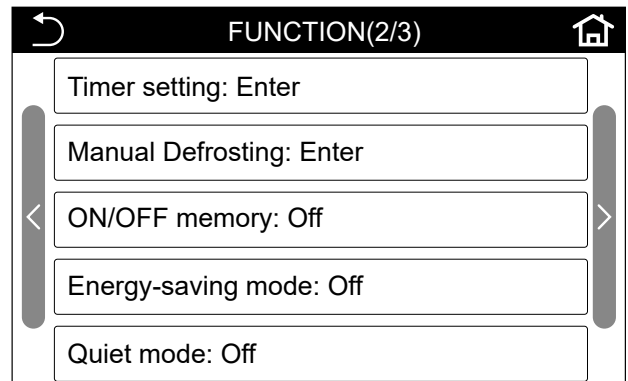 FUNCTION(2/3)
Timer setting: Enter
Manual Defrosting: Enter
ON/OFF memory: Off
Energy-saving mode: Off
Quiet mode: Off